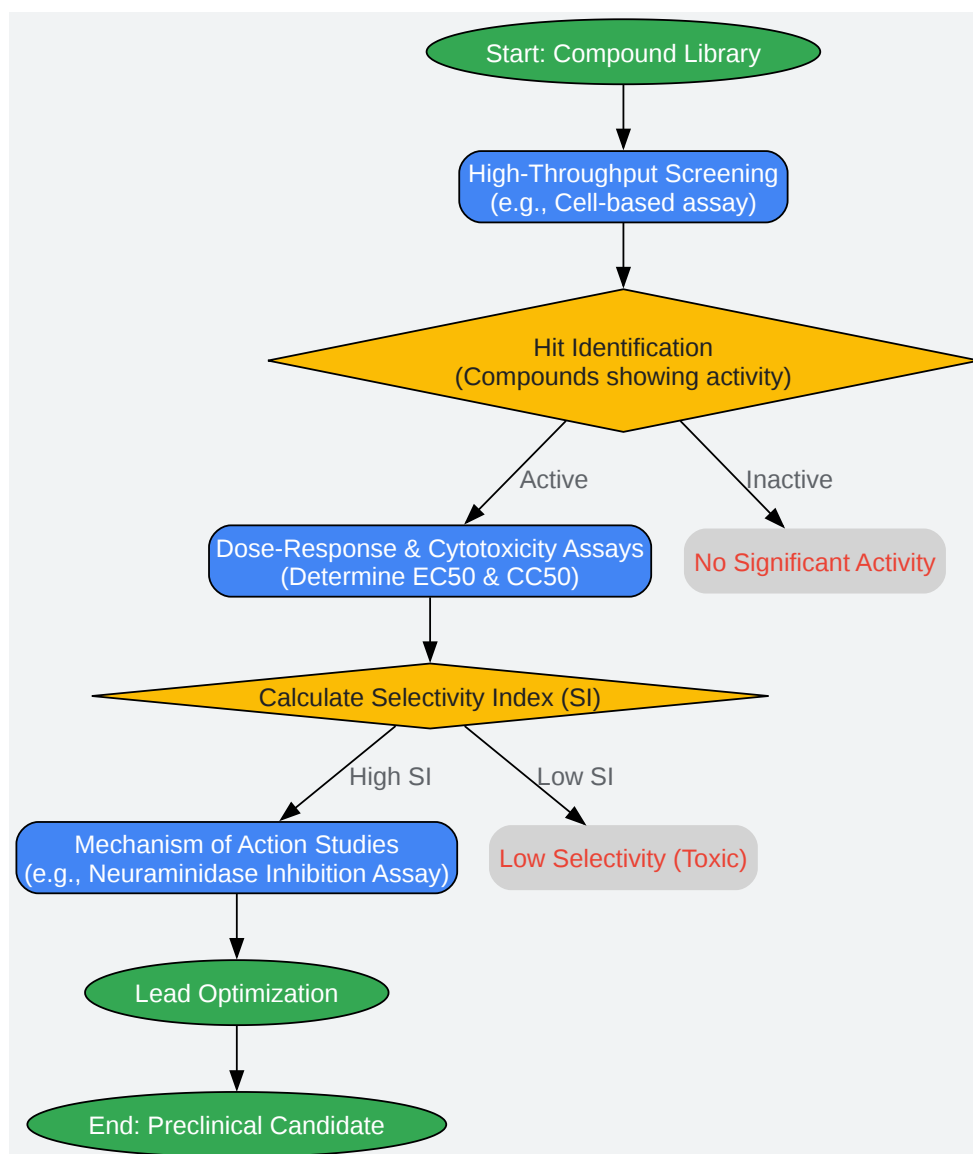 Start: Compound Library
High-Throughput Screening
(e.g., Cell-based assay)
Hit Identification
(Compounds showing activity)
Active
Inactive
Dose-Response & Cytotoxicity Assays
(Determine EC50 & CC50)
No Significant Activity
Calculate Selectivity Index (SI)
High SI
Low SI
Mechanism of Action Studies
(e.g., Neuraminidase Inhibition Assay)
Low Selectivity (Toxic)
Lead Optimization
End: Preclinical Candidate